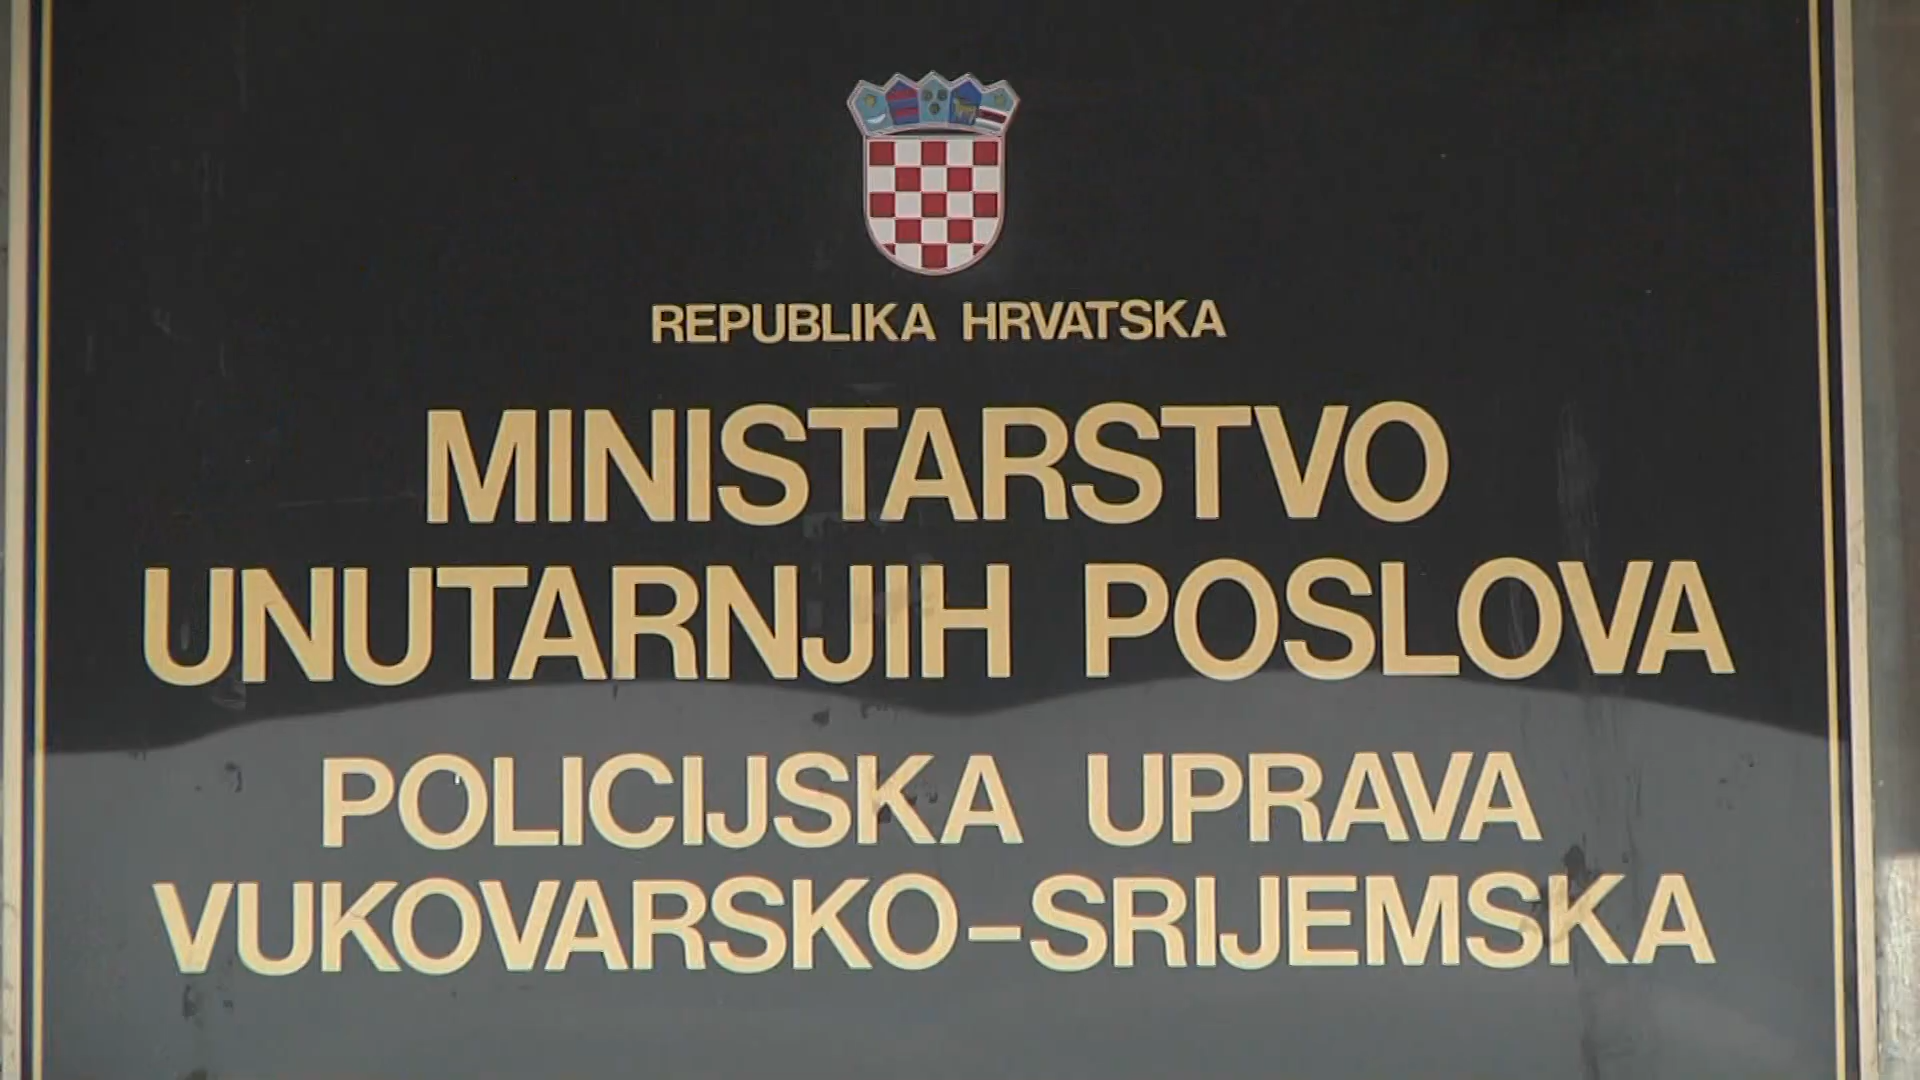 REPUBLIKA HRVATSKA
MINISTARSTVO
UNUTARNJIH POSLOVA
POLICIJSKA UPRAVA
VUKOVARSKO-SRIJEMSKA